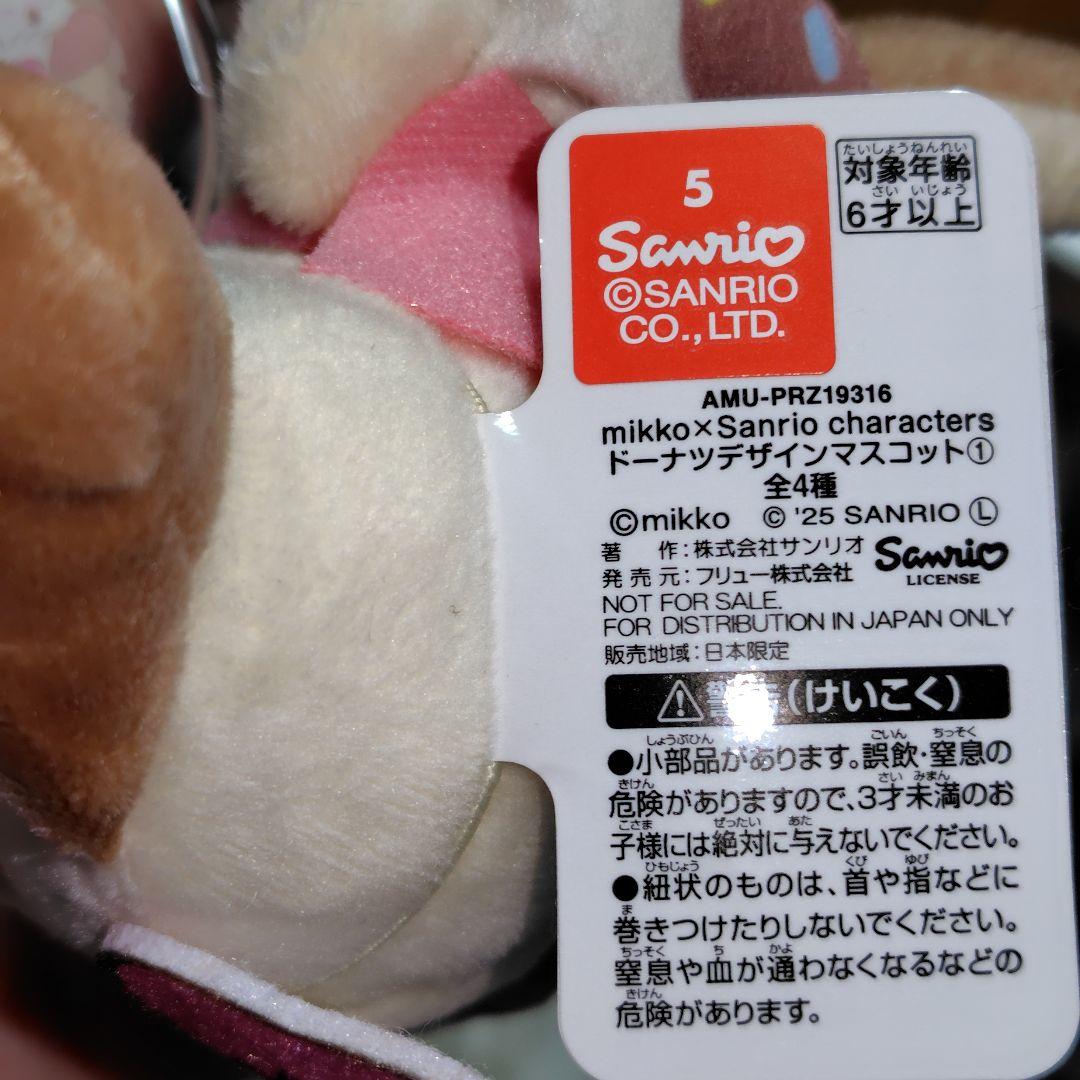 5
Sanrio
©SANRIO
CO.,LTD.
たいしょうねんれい
対象年齢
さい いじょう
6才以上
AMU-PRZ19316
mikko×Sanrio characters
ドーナツデザインマスコット①
全4種
©mikko © '25 SANRIO Ⓛ
著 作：株式会社サンリオ
発 売 元：フリュー株式会社
Sanrio
LICENSE
NOT FOR SALE.
FOR DISTRIBUTION IN JAPAN ONLY
販売地域：日本限定
⚠警告（けいこく）
しょうぶひん ごいん ちっそく
●小部品があります。誤飲・窒息の
きけん さい みまん
危険がありますので、3才未満のお
こさま ぜったい あた
子様には絶対に与えないでください。
ひもじょう くび ゆび
●紐状のものは、首や指などに
ま
巻きつけたりしないでください。
ちっそく ち かよ
窒息や血が通わなくなるなどの
きけん
危険があります。